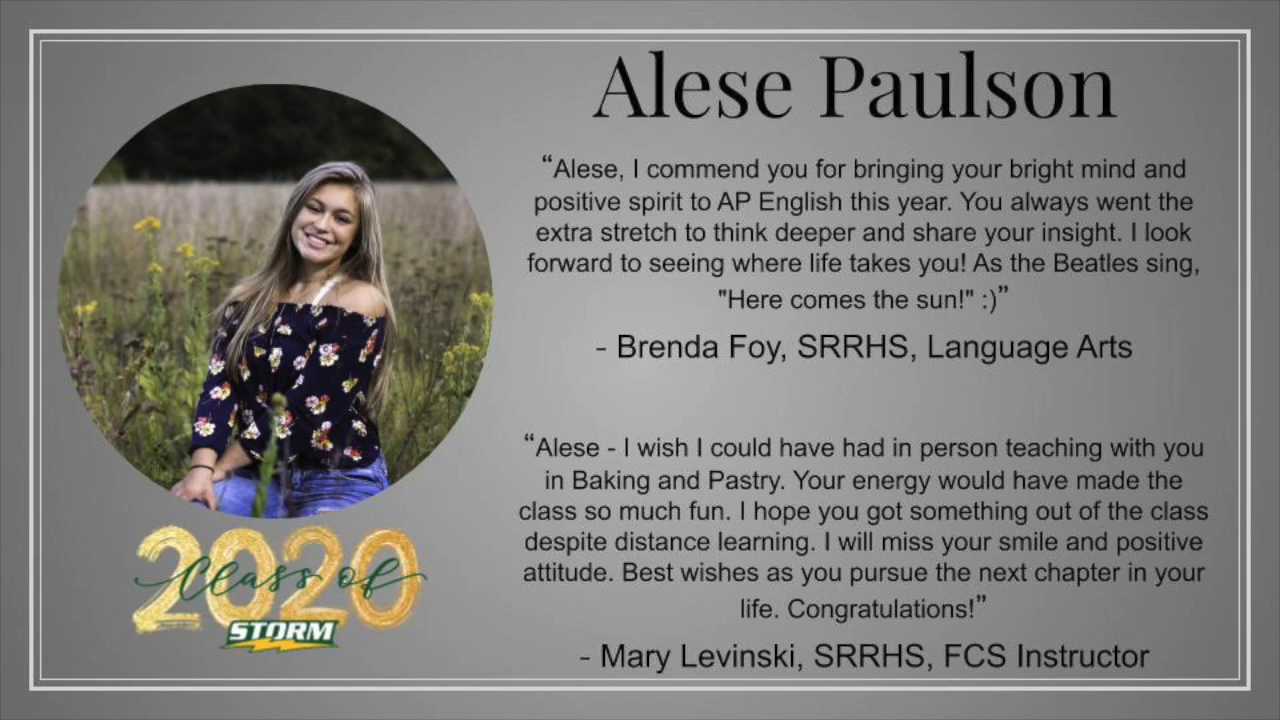 Alese Paulson
“Alese, I commend you for bringing your bright mind and
positive spirit to AP English this year. You always went the
extra stretch to think deeper and share your insight. I look
forward to seeing where life takes you! As the Beatles sing,
"Here comes the sun!" :)”
- Brenda Foy, SRRHS, Language Arts
“Alese - I wish I could have had in person teaching with you
in Baking and Pastry. Your energy would have made the
class so much fun. I hope you got something out of the class
despite distance learning. I will miss your smile and positive
attitude. Best wishes as you pursue the next chapter in your
life. Congratulations!”
- Mary Levinski, SRRHS, FCS Instructor
Class of
2020
STORM